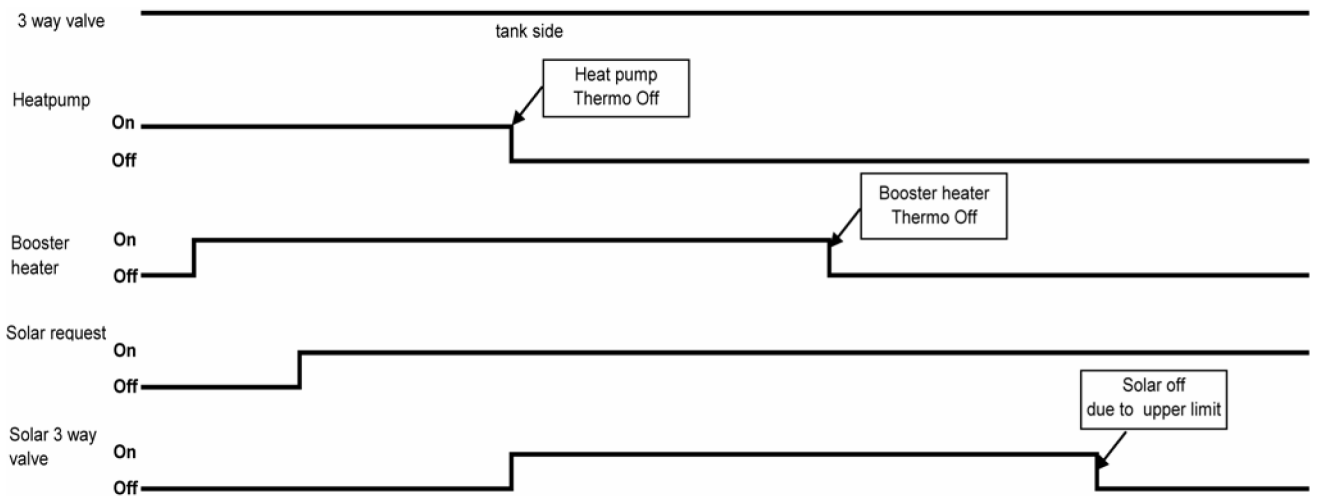 3 way valve
tank side
Heat pump
Thermo Off
Heatpump
On
Off
Booster heater
Thermo Off
Booster
heater
On
Off
Solar request
On
Off
Solar off
due to upper limit
Solar 3 way
valve
On
Off